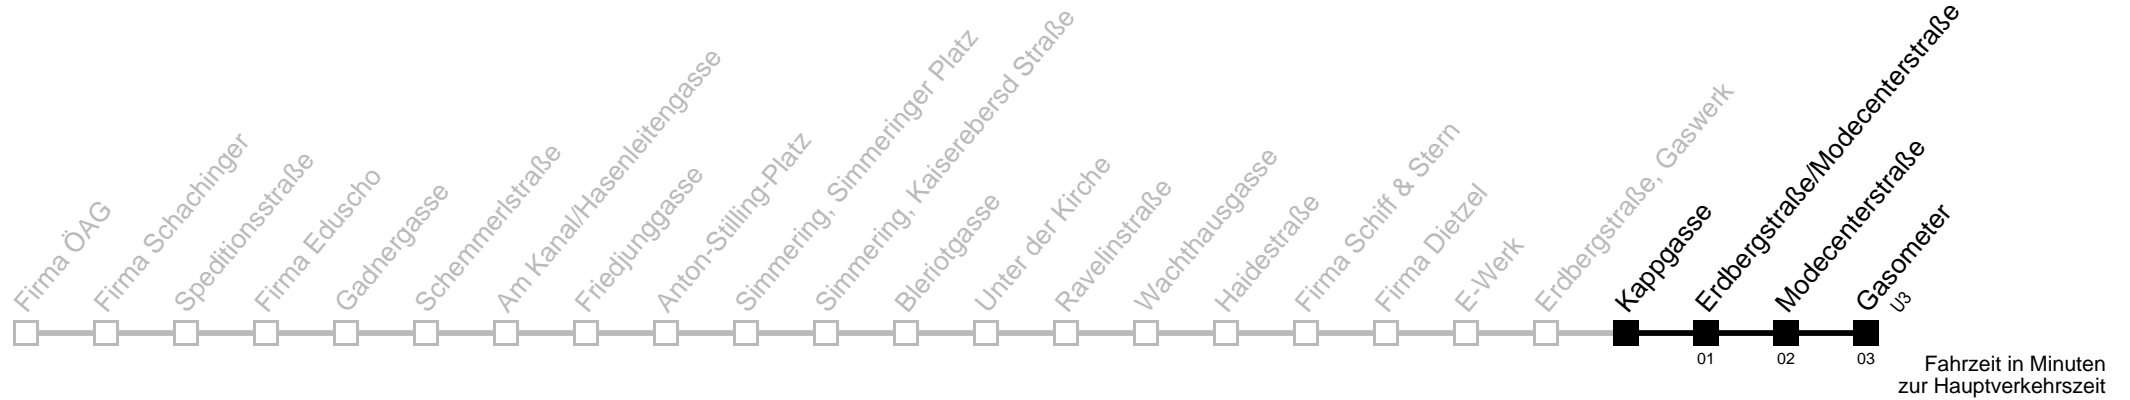 Firma ÖAG
Firma Schachinger
Speditionsstraße
Firma Eduscho
Gadnergasse
Schemmerlstraße
Am Kanal/Hasenleitengasse
Friedjunggasse
Anton-Stilling-Platz
Simmering, Simmeringer Platz
Simmering, Kaiserebersd Straße
Bleriotgasse
Unter der Kirche
Ravelinstraße
Wachthausgasse
Haidestraße
Firma Schiff & Stern
Firma Dietzel
E-Werk
Erdbergstraße, Gaswerk
Kappgasse
Erdbergstraße/Modecenterstraße
Modecenterstraße
Gasometer
U3
01
02
03
Fahrzeit in Minuten
zur Hauptverkehrszeit